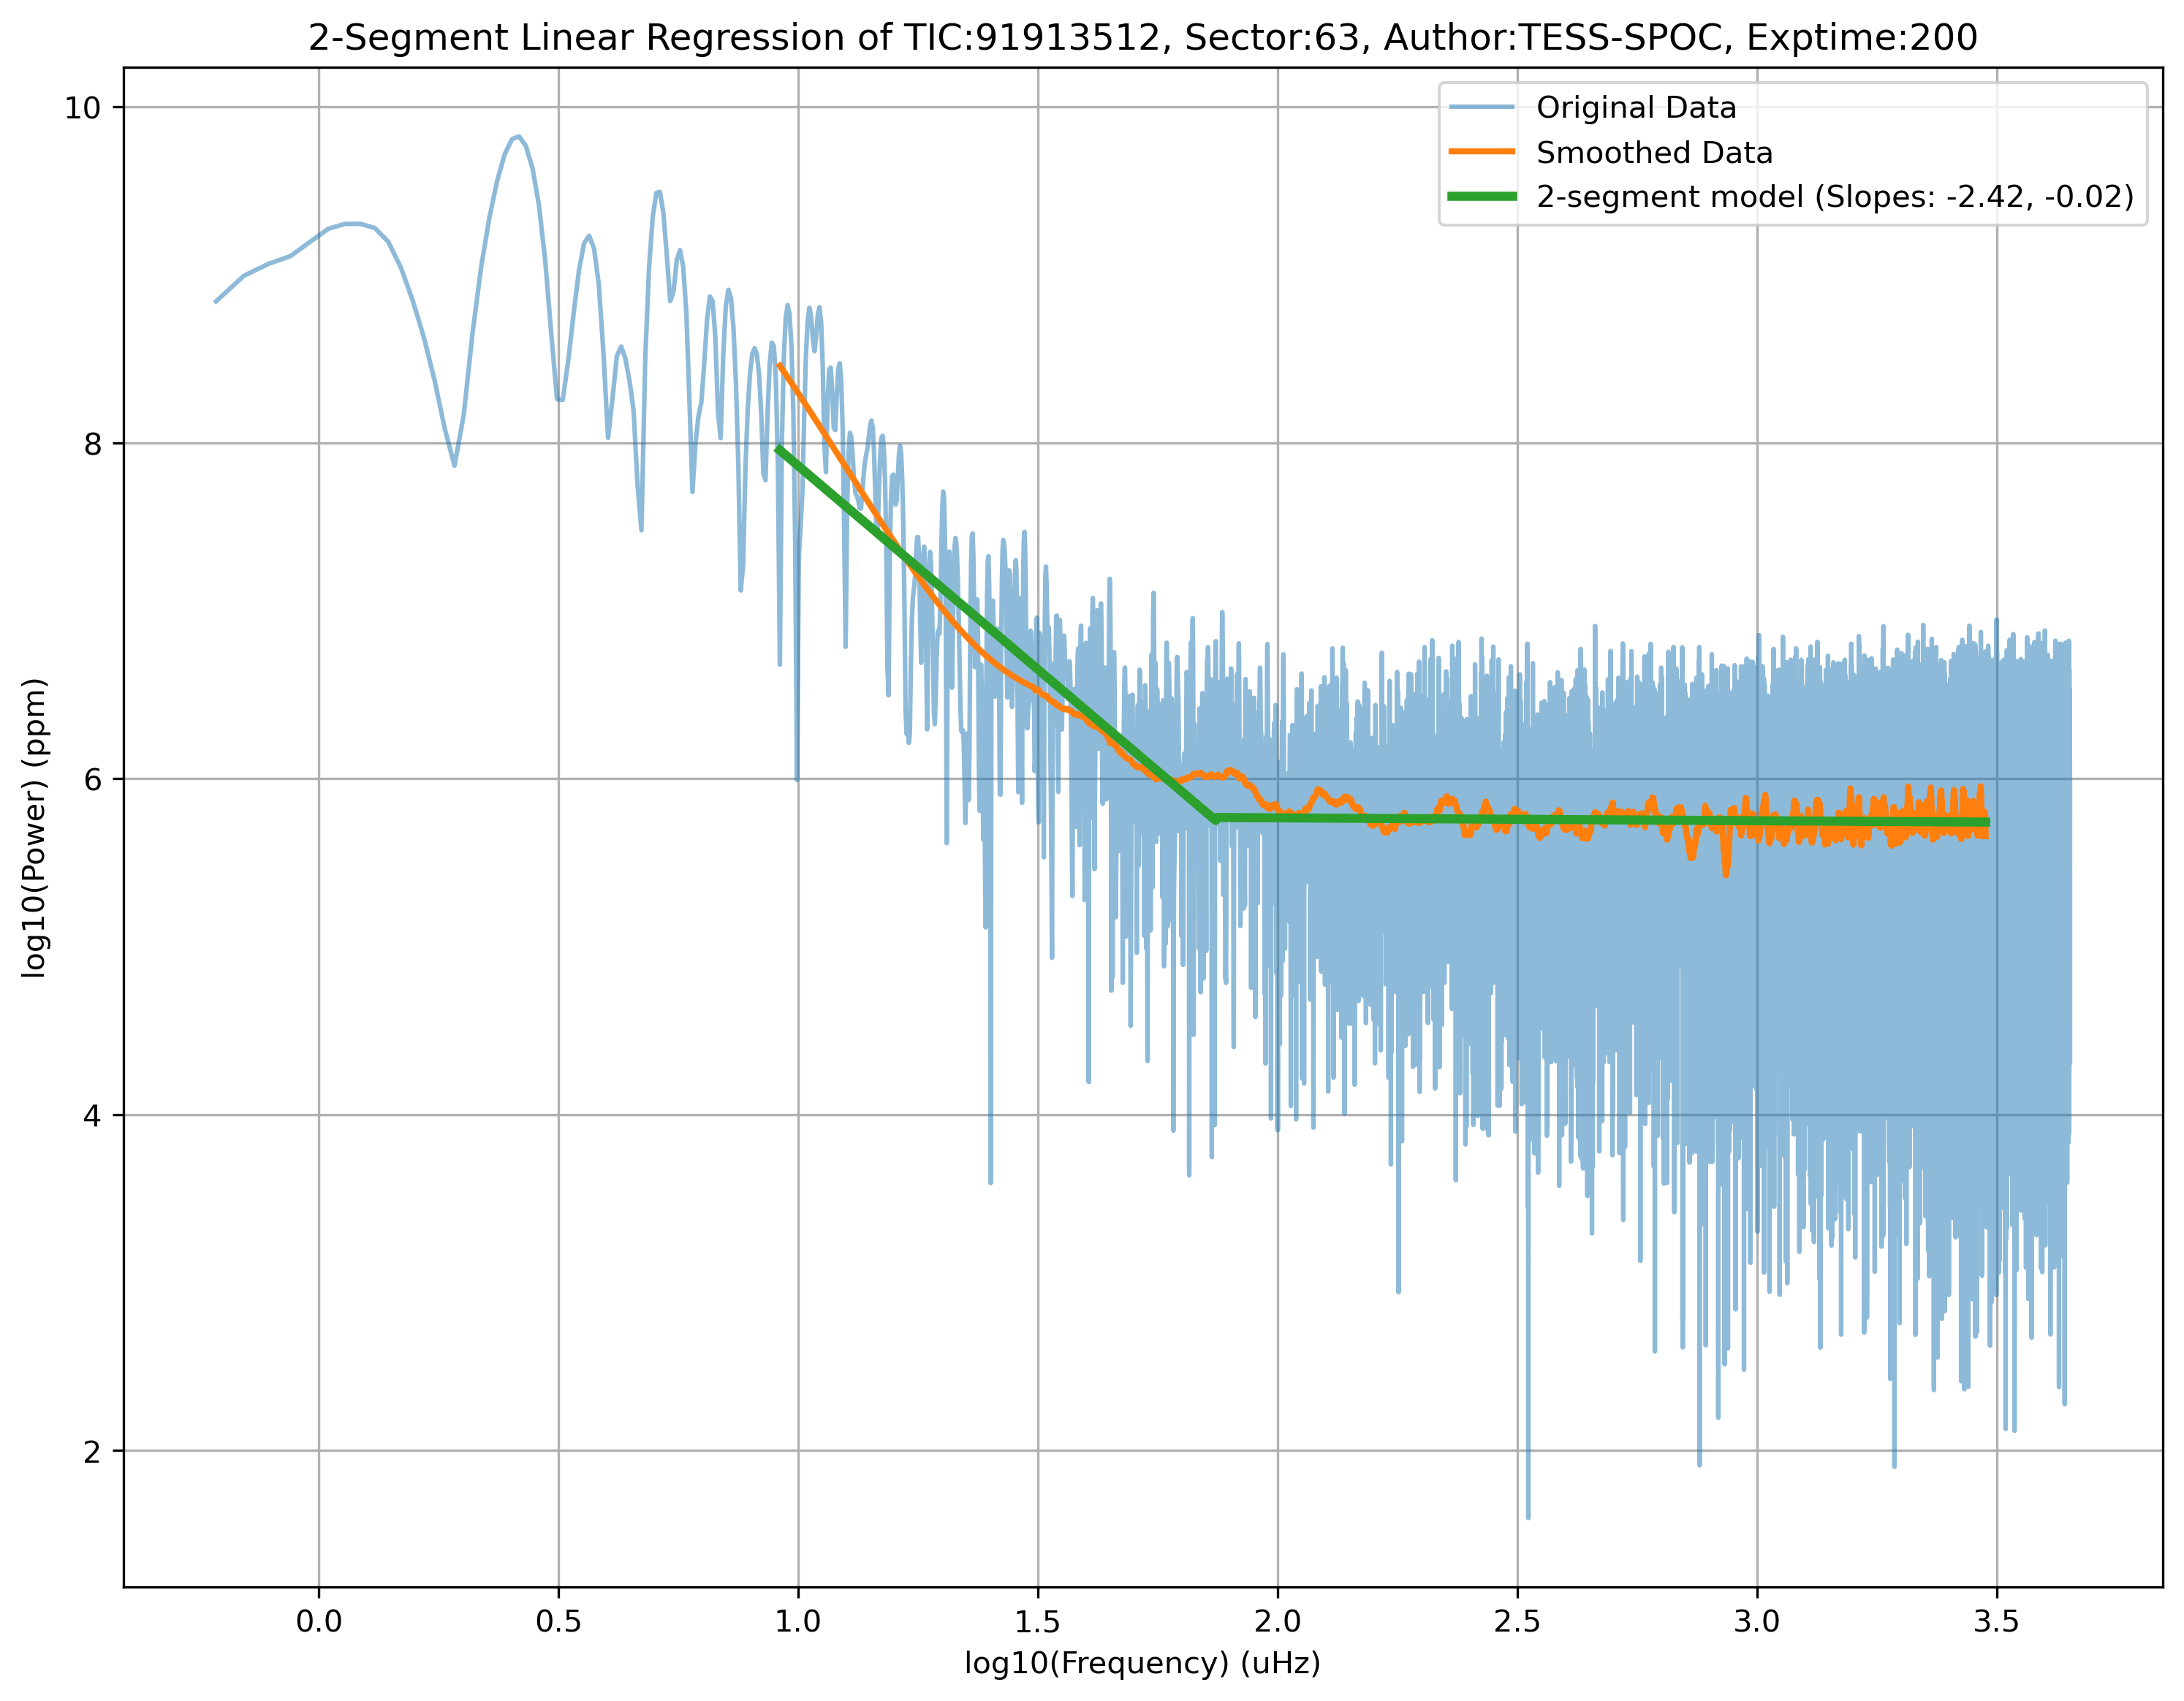 2-Segment Linear Regression of TIC:91913512, Sector:63, Author:TESS-SPOC, Exptime:200
Original Data
Smoothed Data
2-segment model (Slopes: -2.42, -0.02)
log10(Power) (ppm)
10
8
6
4
2
0.0 0.5 1.0 1.5 2.0 2.5 3.0 3.5
log10(Frequency) (uHz)